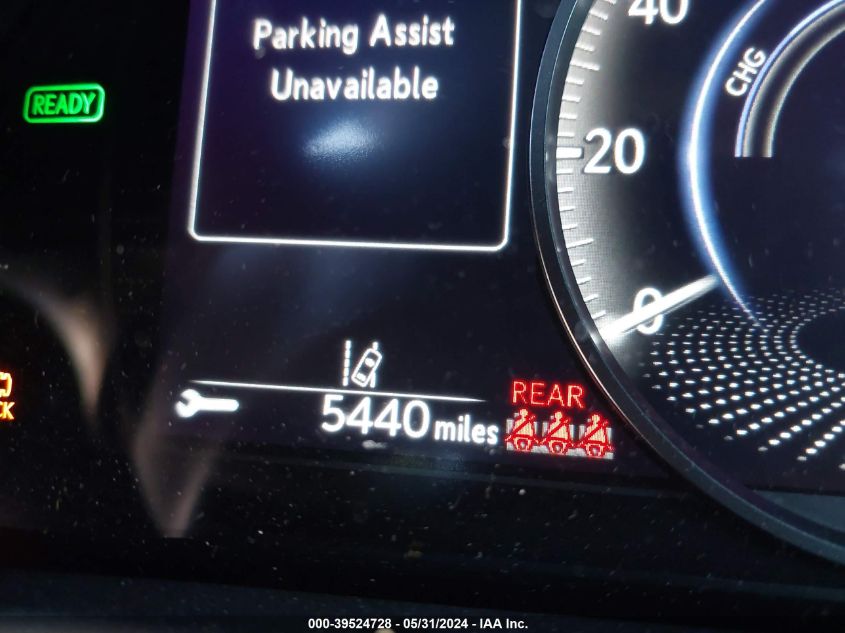 Parking Assist
Unavailable
READY
40
CHG
20
0
REAR
5440 miles
000-39524728 - 05/31/2024 - IAA Inc.